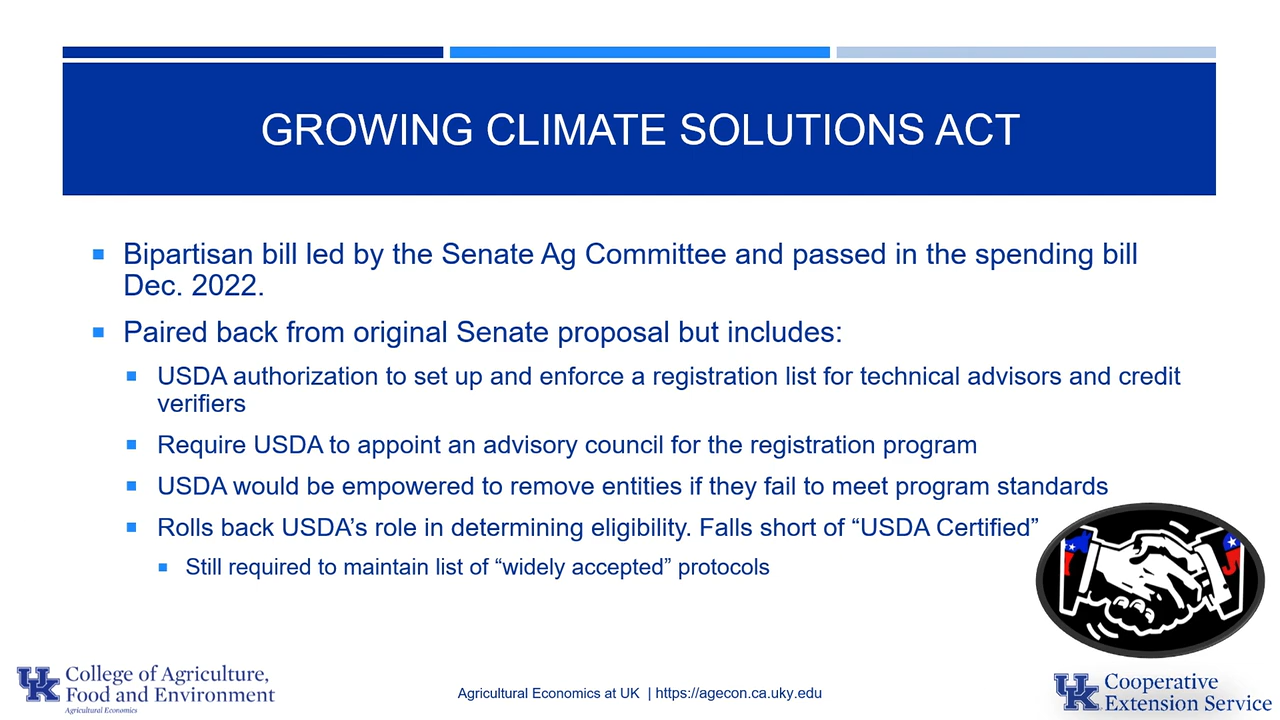 GROWING CLIMATE SOLUTIONS ACT
Bipartisan bill led by the Senate Ag Committee and passed in the spending bill
Dec. 2022.
Paired back from original Senate proposal but includes:
USDA authorization to set up and enforce a registration list for technical advisors and credit
verifiers
Require USDA to appoint an advisory council for the registration program
USDA would be empowered to remove entities if they fail to meet program standards
Rolls back USDA’s role in determining eligibility. Falls short of “USDA Certified”
Still required to maintain list of “widely accepted” protocols
UK College of Agriculture,
Food and Environment
Agricultural Economics
Agricultural Economics at UK | https://agecon.ca.uky.edu
UK Cooperative
Extension Service